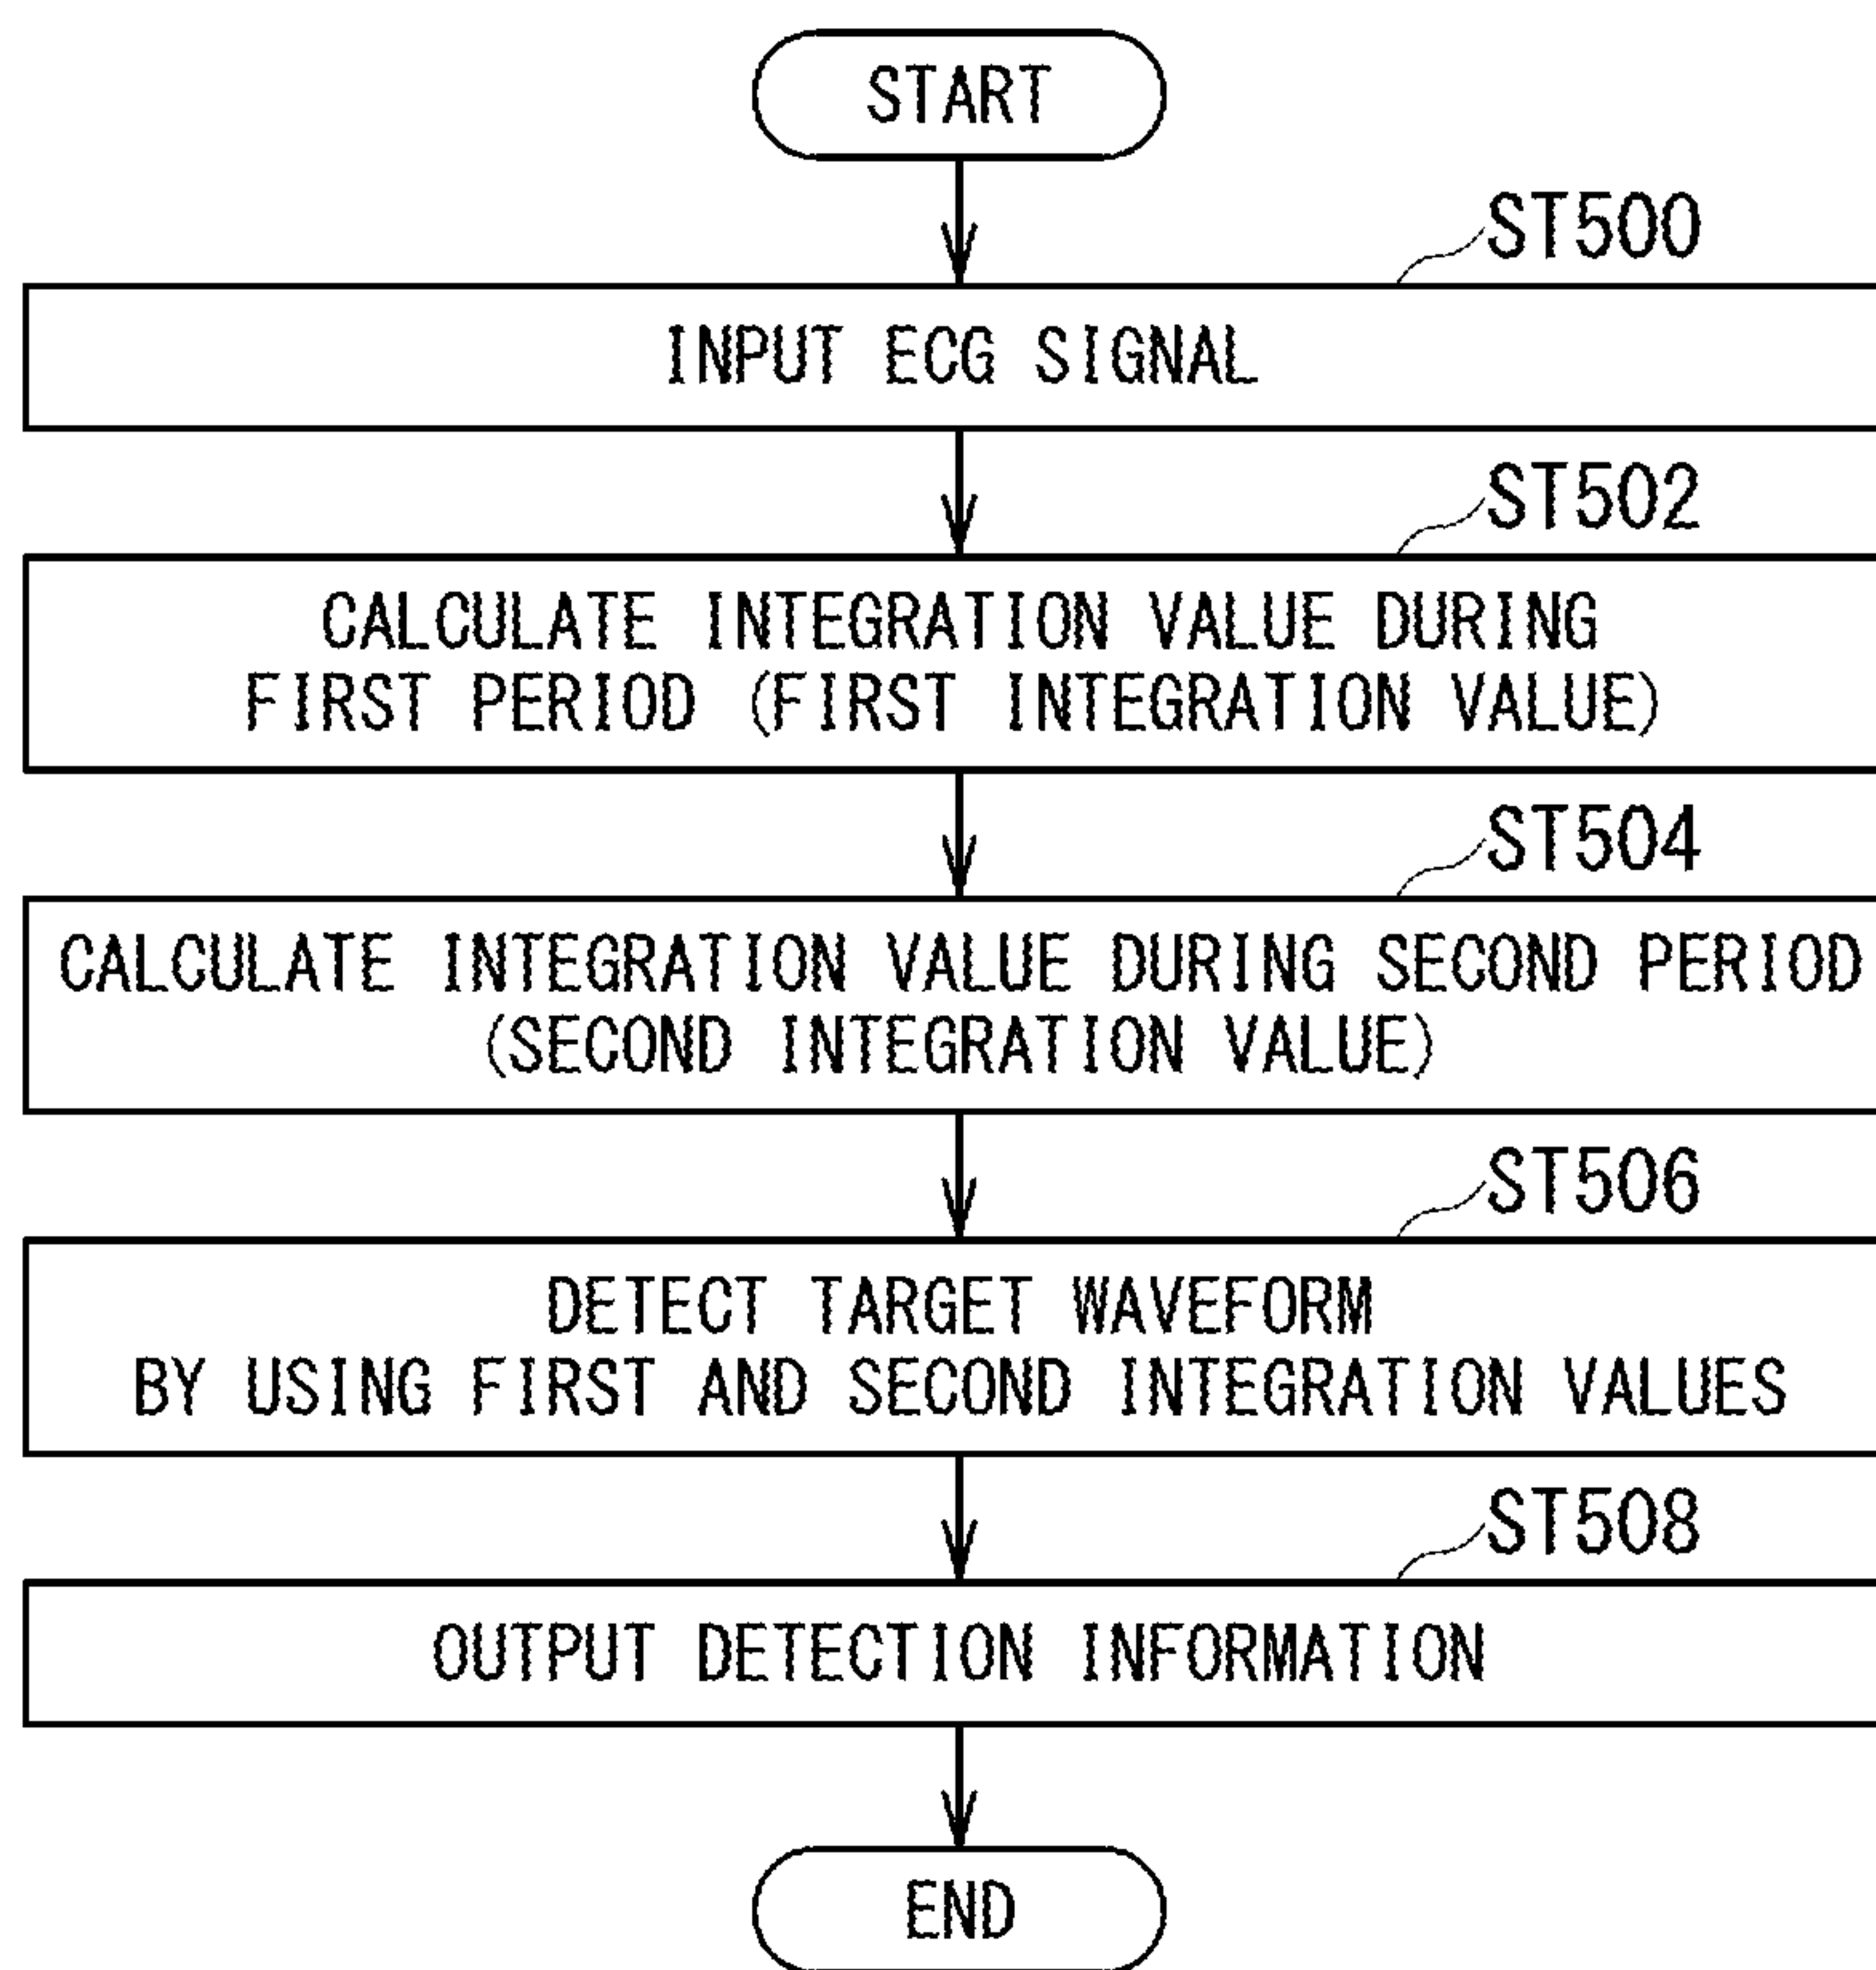 START
ST500
INPUT ECG SIGNAL
ST502
CALCULATE INTEGRATION VALUE DURING
FIRST PERIOD (FIRST INTEGRATION VALUE)
ST504
CALCULATE INTEGRATION VALUE DURING SECOND PERIOD
(SECOND INTEGRATION VALUE)
ST506
DETECT TARGET WAVEFORM
BY USING FIRST AND SECOND INTEGRATION VALUES
ST508
OUTPUT DETECTION INFORMATION
END